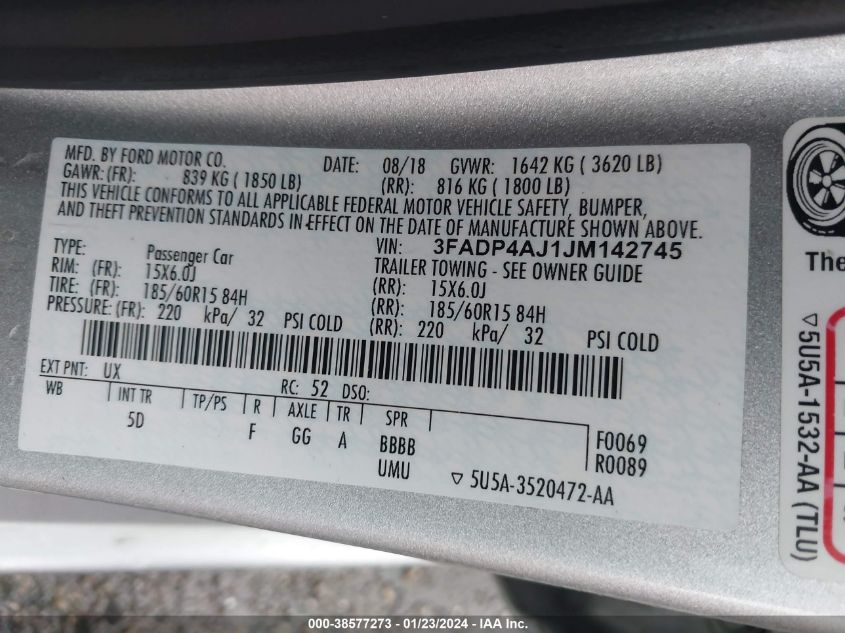 MFD. BY FORD MOTOR CO. DATE: 08/18 GVWR: 1642 KG ( 3620 LB)
GAWR: (FR): 839 KG ( 1850 LB) (RR): 816 KG ( 1800 LB)
THIS VEHICLE CONFORMS TO ALL APPLICABLE FEDERAL MOTOR VEHICLE SAFETY, BUMPER,
AND THEFT PREVENTION STANDARDS IN EFFECT ON THE DATE OF MANUFACTURE SHOWN ABOVE.
VIN: 3FADP4AJ1JM142745
TYPE: Passenger Car TRAILER TOWING - SEE OWNER GUIDE
RIM: (FR): 15X6.0J (RR): 15X6.0J
TIRE: (FR): 185/60R15 84H (RR): 185/60R15 84H
PRESSURE: (FR): 220 kPa/ 32 PSI COLD (RR): 220 kPa/ 32 PSI COLD
EXT PNT: UX RC: 52 DSO:
WB INT TR TP/PS R AXLE TR SPR
5D F GG A BBBB F0069
UMU R0089
▽ 5U5A-3520472-AA
The
▽ 5U5A-1532-AA (TLU)
000-38577273 - 01/23/2024 - IAA Inc.